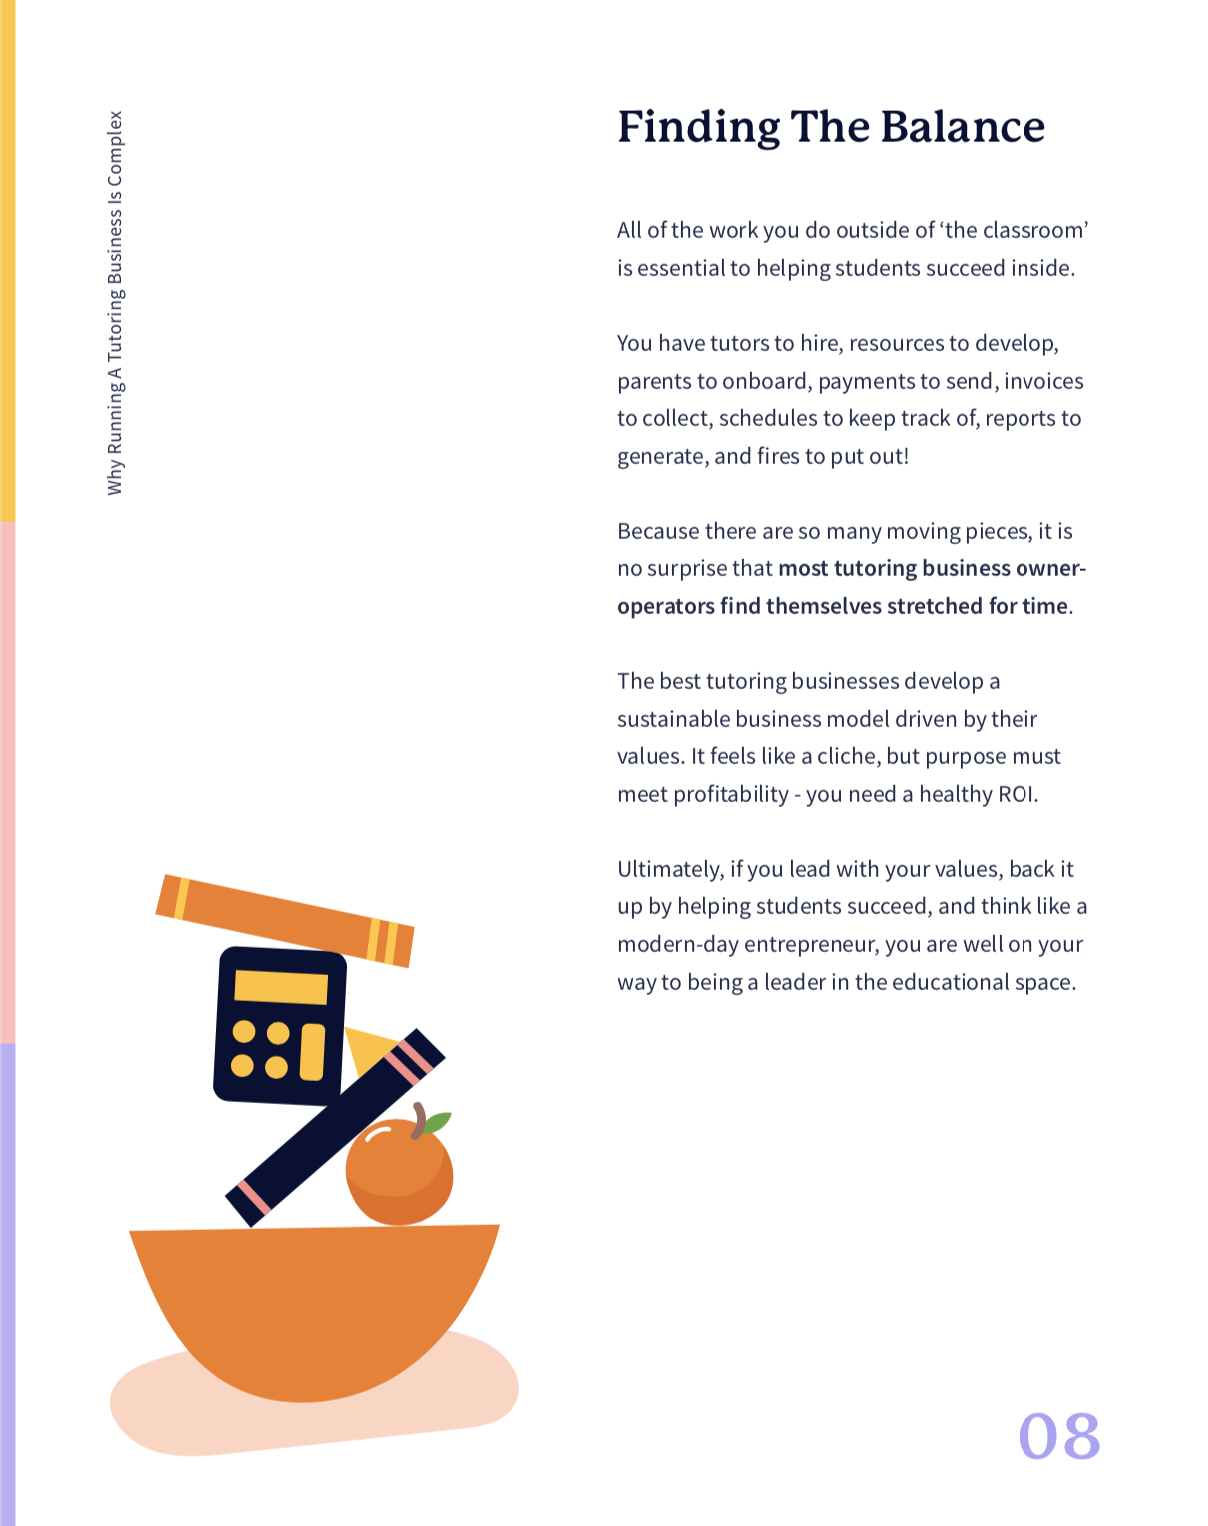 Why Running A Tutoring Business Is Complex
Finding The Balance
All of the work you do outside of ‘the classroom’
is essential to helping students succeed inside.
You have tutors to hire, resources to develop,
parents to onboard, payments to send, invoices
to collect, schedules to keep track of, reports to
generate, and fires to put out!
Because there are so many moving pieces, it is
no surprise that most tutoring business owner-
operators find themselves stretched for time.
The best tutoring businesses develop a
sustainable business model driven by their
values. It feels like a cliche, but purpose must
meet profitability - you need a healthy ROI.
Ultimately, if you lead with your values, back it
up by helping students succeed, and think like a
modern-day entrepreneur, you are well on your
way to being a leader in the educational space.
08